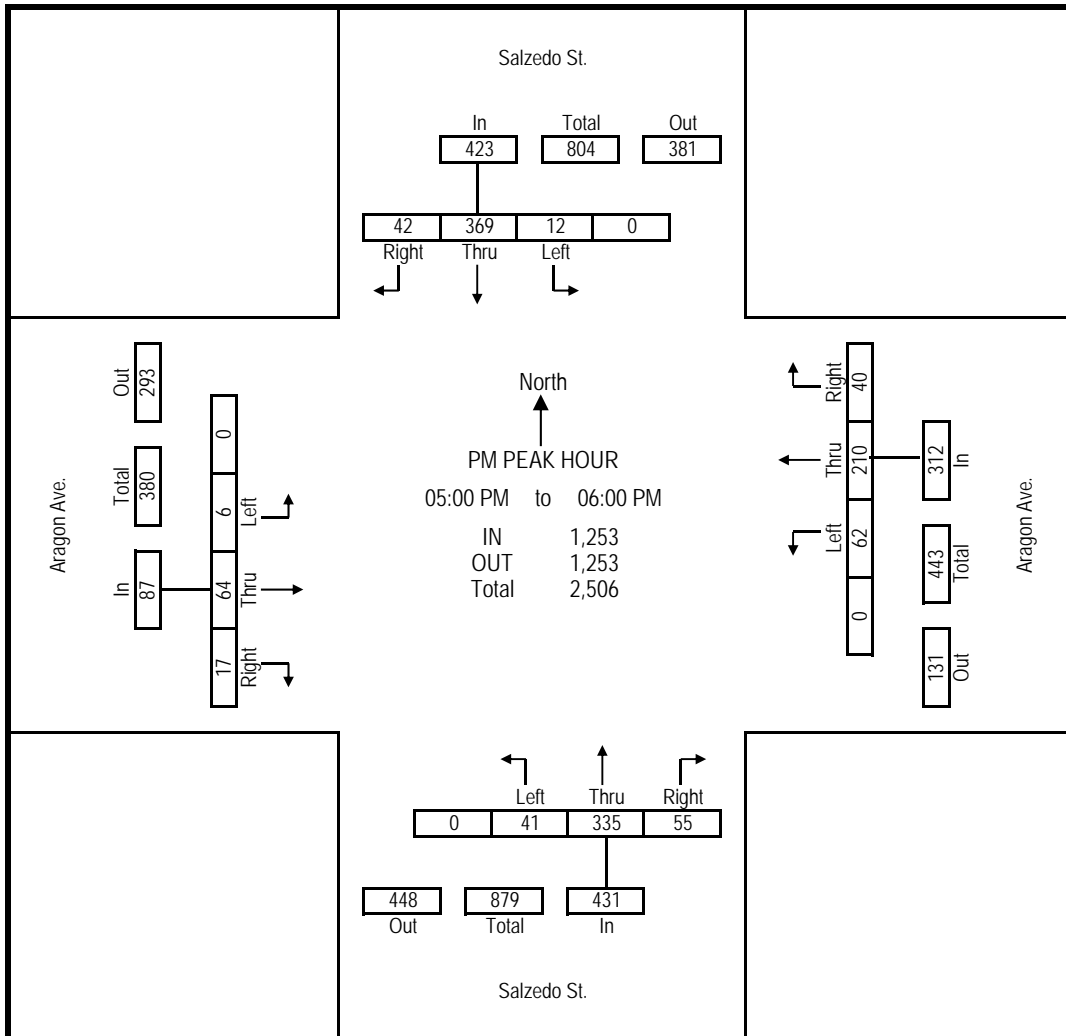 Salzedo St.
In Total Out
423 804 381
42 369 12 0
Right Thru Left
Aragon Ave.
Out 293
Total 380
In 87
0
6 Left
64 Thru
17 Right
North
PM PEAK HOUR
05:00 PM to 06:00 PM
IN 1,253
OUT 1,253
Total 2,506
Right 40
Thru 210
Left 62
0
312 In
443 Total
131 Out
Aragon Ave.
Left Thru Right
0 41 335 55
448 879 431
Out Total In
Salzedo St.